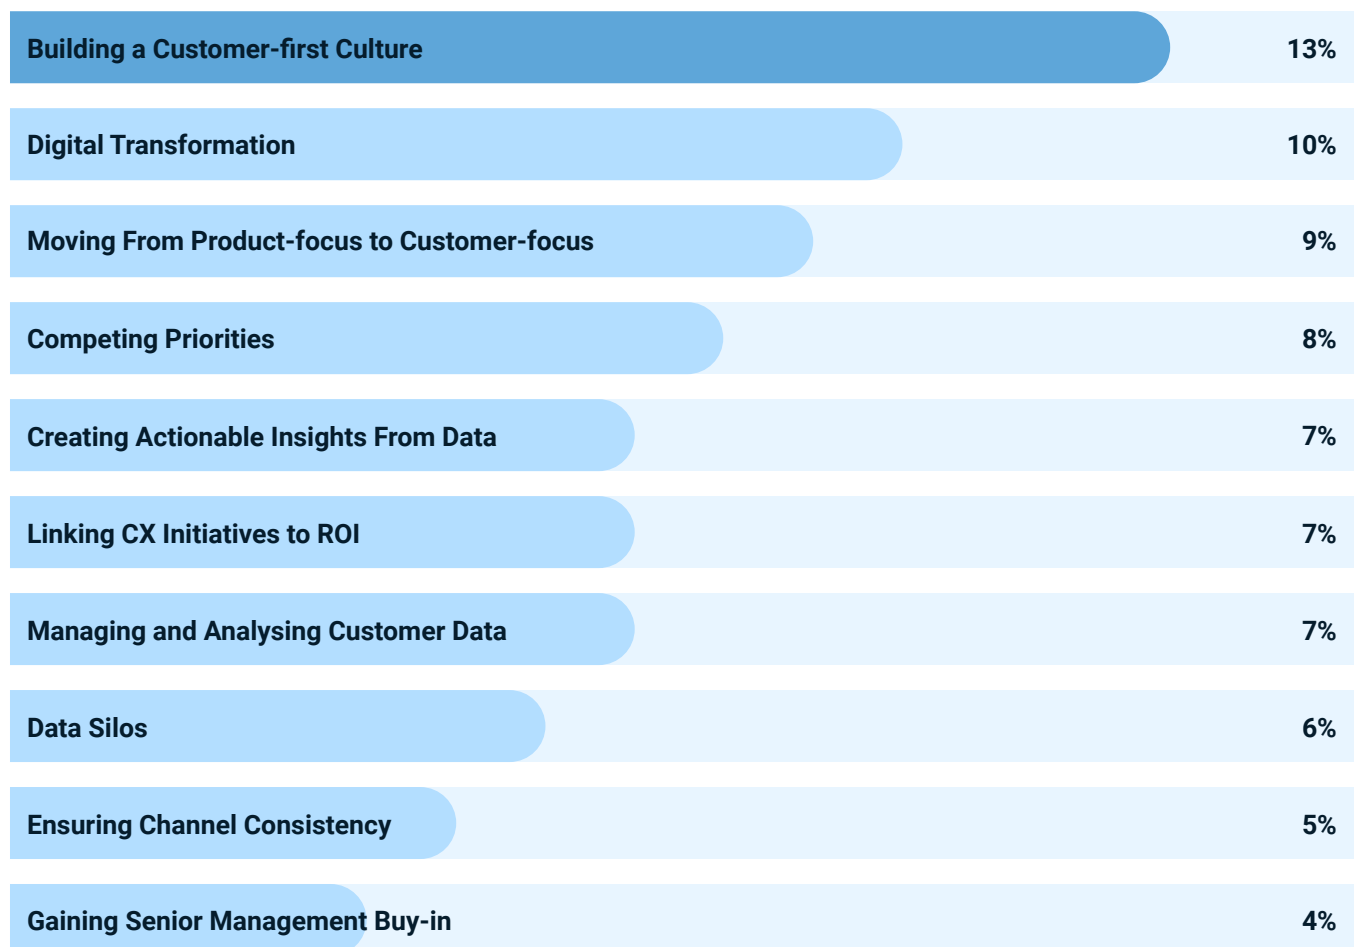 Building a Customer-first Culture 13%
Digital Transformation 10%
Moving From Product-focus to Customer-focus 9%
Competing Priorities 8%
Creating Actionable Insights From Data 7%
Linking CX Initiatives to ROI 7%
Managing and Analysing Customer Data 7%
Data Silos 6%
Ensuring Channel Consistency 5%
Gaining Senior Management Buy-in 4%